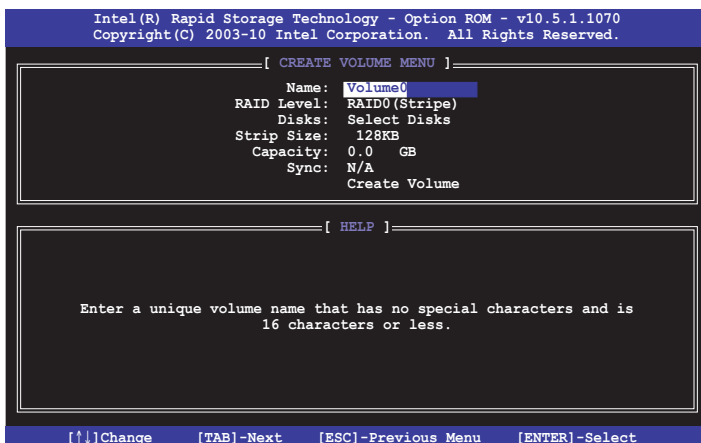 Intel(R) Rapid Storage Technology - Option ROM - v10.5.1.1070
Copyright(C) 2003-10 Intel Corporation. All Rights Reserved.
[ CREATE VOLUME MENU ]
Name: Volume0
RAID Level: RAID0(Stripe)
Disks: Select Disks
Strip Size: 128KB
Capacity: 0.0 GB
Sync: N/A
Create Volume
[ HELP ]
Enter a unique volume name that has no special characters and is
16 characters or less.
[↑↓]Change [TAB]-Next [ESC]-Previous Menu [ENTER]-Select